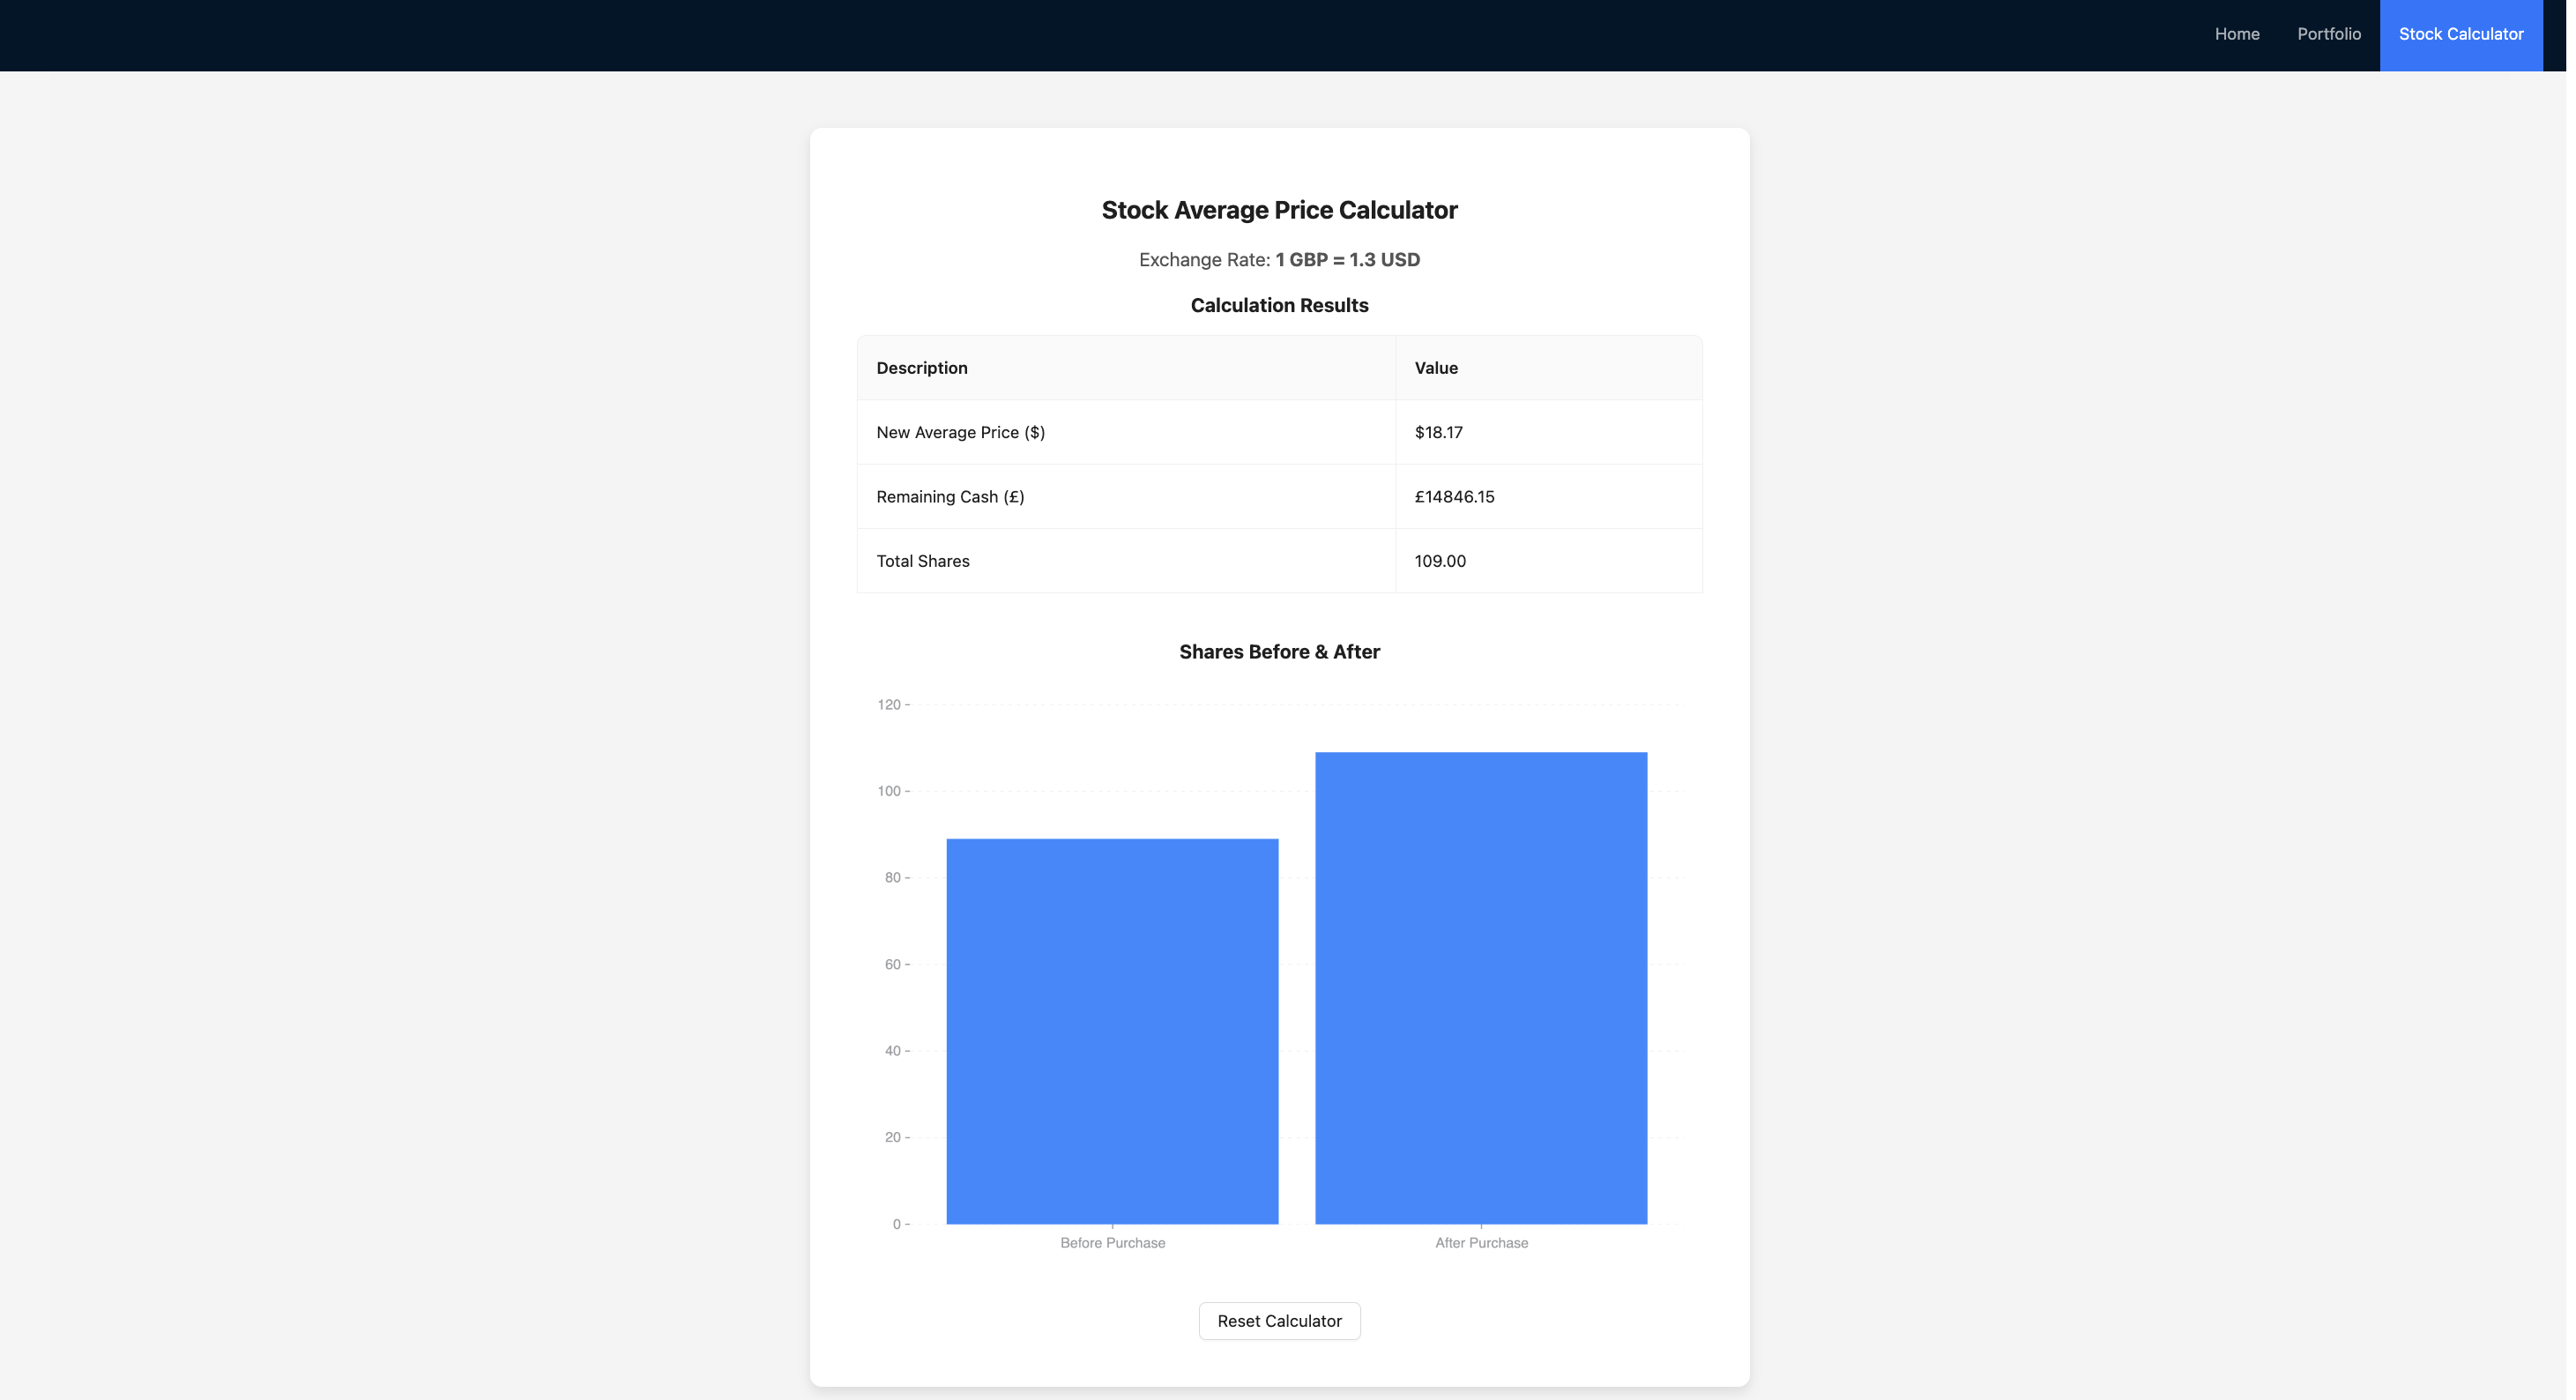 Home Portfolio Stock Calculator
Stock Average Price Calculator
Exchange Rate: 1 GBP = 1.3 USD
Calculation Results
Description Value
New Average Price ($) $18.17
Remaining Cash (£) £14846.15
Total Shares 109.00
Shares Before & After
120
100
80
60
40
20
0
Before Purchase After Purchase
Reset Calculator